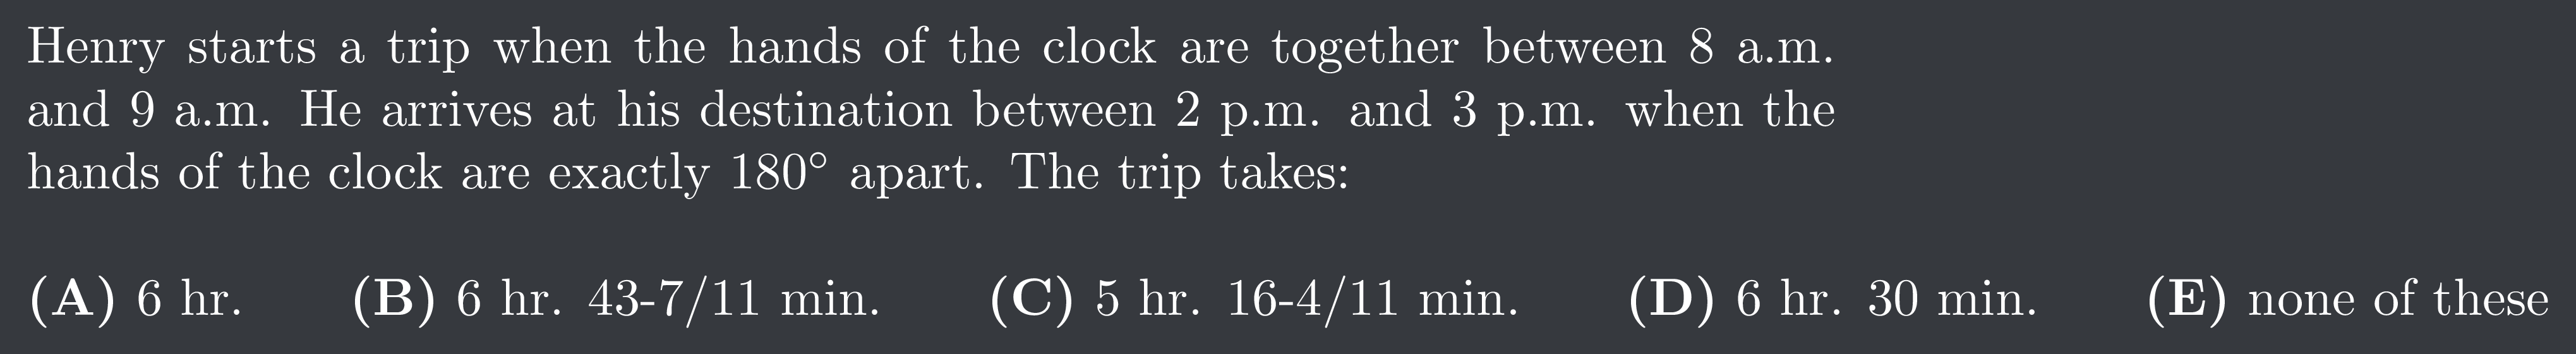 Henry starts a trip when the hands of the clock are together between 8 a.m.
and 9 a.m. He arrives at his destination between 2 p.m. and 3 p.m. when the
hands of the clock are exactly 180° apart. The trip takes:
(A) 6 hr. (B) 6 hr. 43-7/11 min. (C) 5 hr. 16-4/11 min. (D) 6 hr. 30 min. (E) none of these